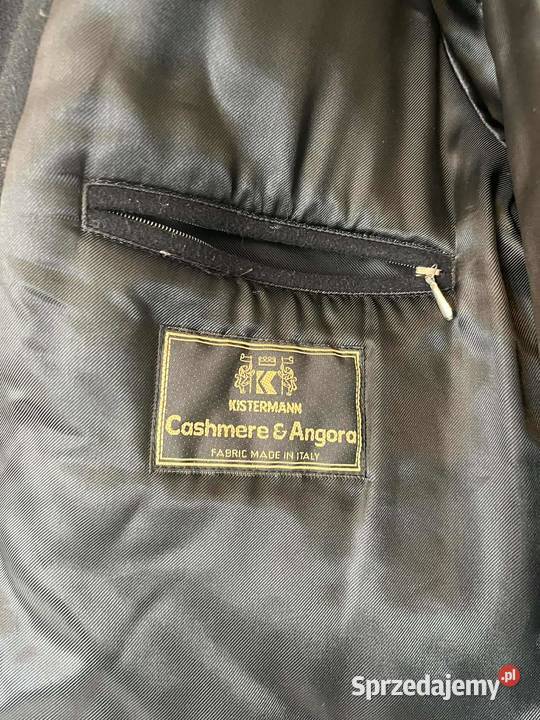 K
KISTERMANN
Cashmere & Angora
FABRIC MADE IN ITALY
Sprzedajemy.pl